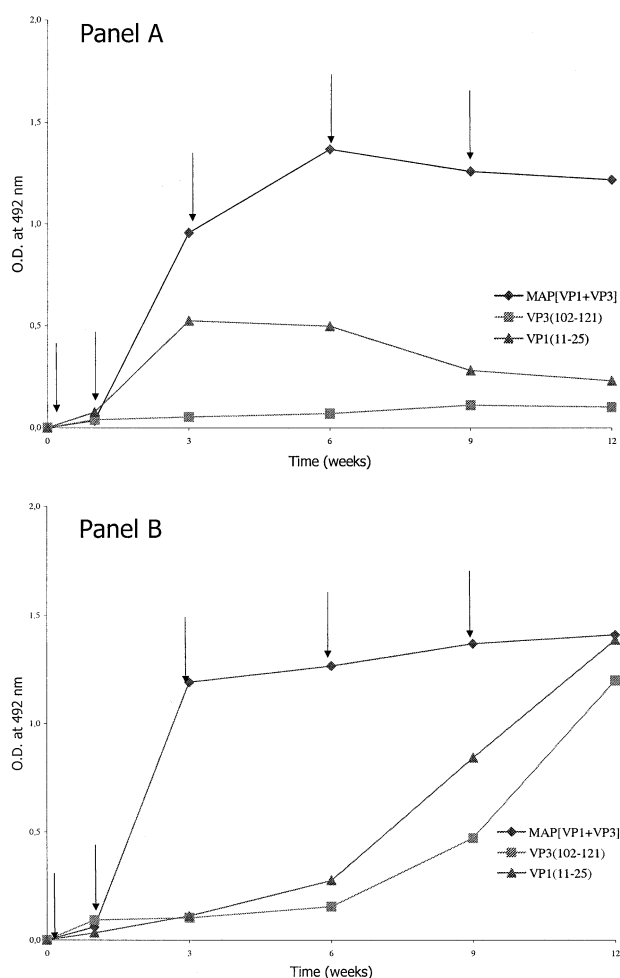 Panel A
2,0
1,5
1,0
0,5
0,0
O.D. at 492 nm
MAP[VP1+VP3]
VP3(102-121)
VP1(11-25)
0
1
3
6
9
12
Time (weeks)
Panel B
2,0
1,5
1,0
0,5
0,0
O.D. at 492 nm
MAP[VP1+VP3]
VP3(102-121)
VP1(11-25)
0
1
3
6
9
12
Time (weeks)